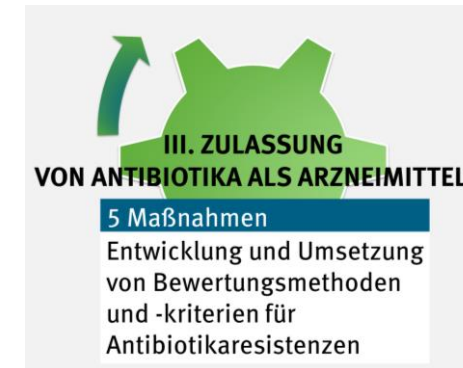 III. ZULASSUNG
VON ANTIBIOTIKA ALS ARZNEIMITTEL
5 Maßnahmen
Entwicklung und Umsetzung
von Bewertungsmethoden
und -kriterien für
Antibiotikaresistenzen